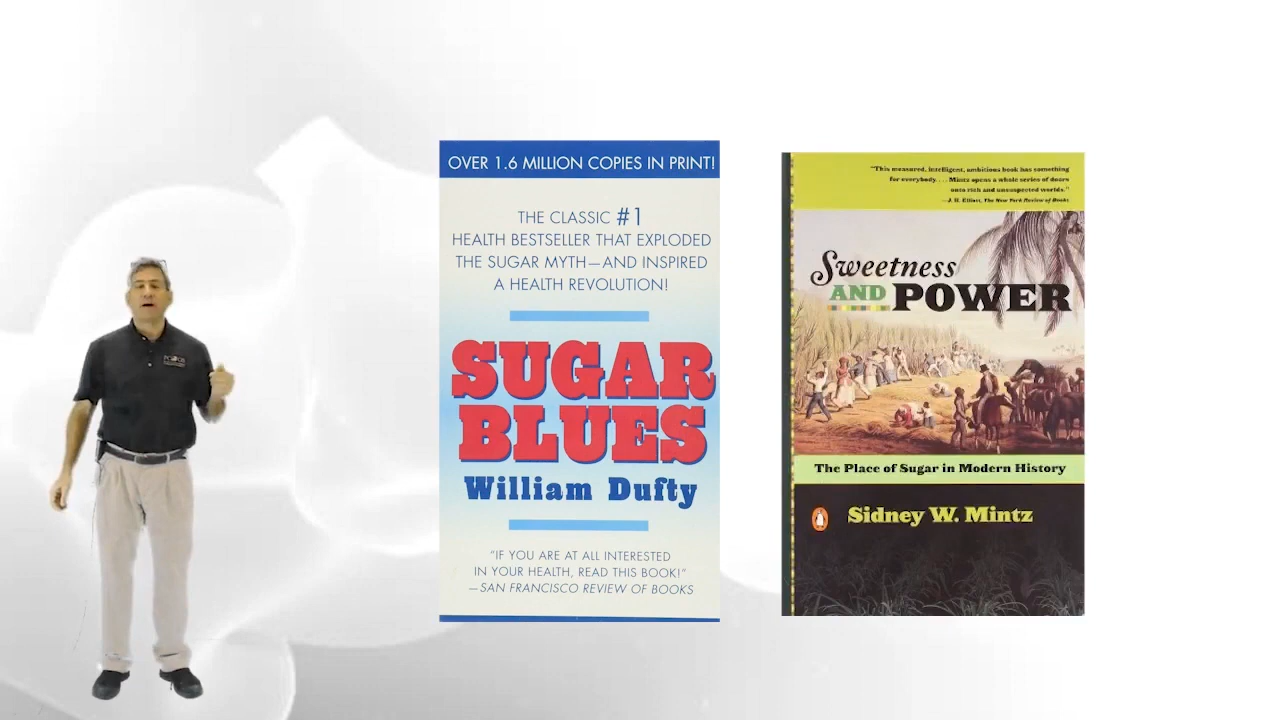 OVER 1.6 MILLION COPIES IN PRINT!
THE CLASSIC #1
HEALTH BESTSELLER THAT EXPLODED
THE SUGAR MYTH—AND INSPIRED
A HEALTH REVOLUTION!
SUGAR
BLUES
William Dufty
"IF YOU ARE AT ALL INTERESTED
IN YOUR HEALTH, READ THIS BOOK!"
—SAN FRANCISCO REVIEW OF BOOKS
"This measured, intelligent, ambitious book has something
for everybody. . . . Mintz opens a whole series of doors
onto rich and unsuspected worlds."
—J. H. Elliott, The New York Review of Books
Sweetness
AND POWER
The Place of Sugar in Modern History
Sidney W. Mintz